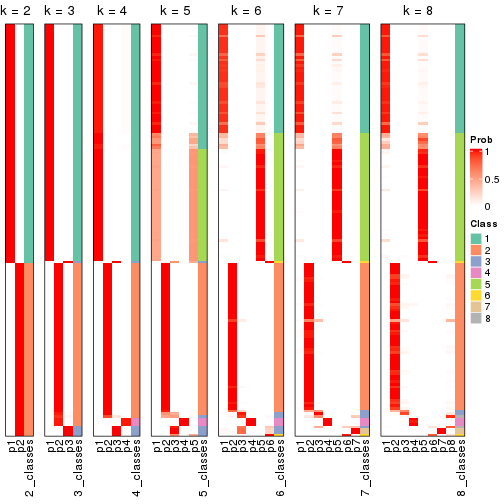 k = 2 k = 3 k = 4 k = 5 k = 6 k = 7 k = 8
Prob
1
0.5
0
Class
1
2
3
4
5
6
7
8
p1
p2
2_classes
p1
p2
p3
3_classes
p1
p2
p3
p4
4_classes
p1
p2
p3
p4
p5
5_classes
p1
p2
p3
p4
p5
p6
6_classes
p1
p2
p3
p4
p5
p6
p7
7_classes
p1
p2
p3
p4
p5
p6
p7
p8
8_classes